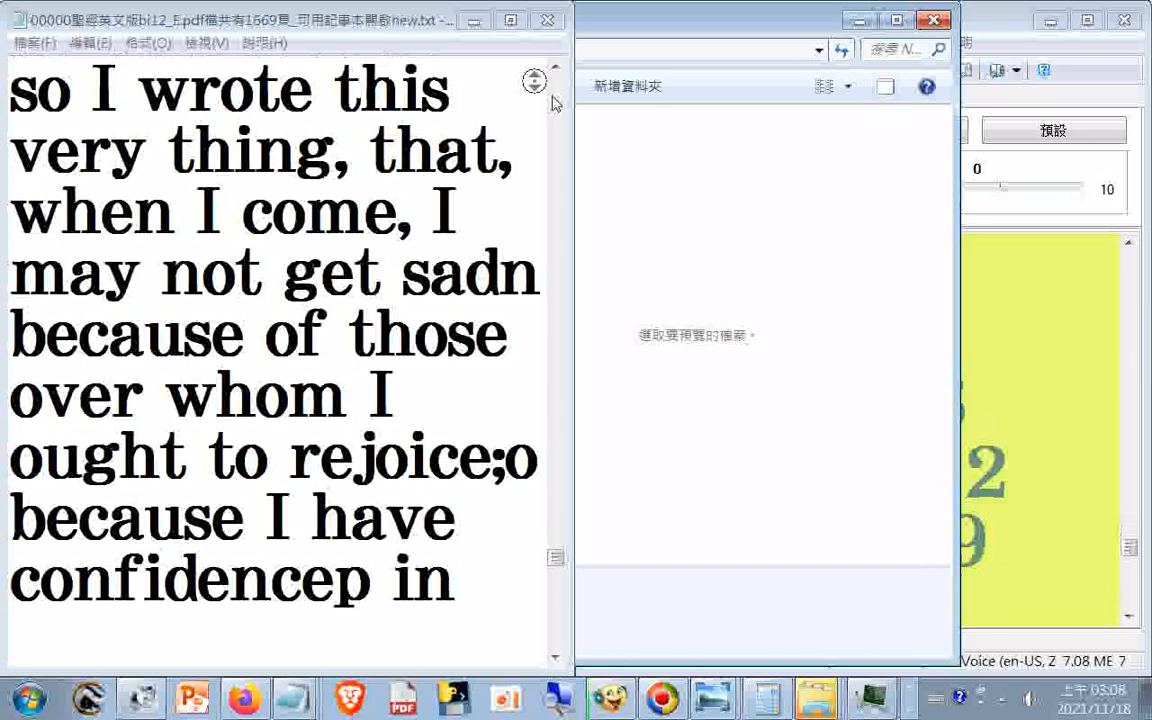 00000聖經英文版bi12_E.pdf檔共有1669頁_可用記事本開啟new.txt - ...
檔案(F) 編輯(E) 格式(O) 檢視(V) 說明(H)
so I wrote this
very thing, that,
when I come, I
may not get sadn
because of those
over whom I
ought to rejoice;o
because I have
confidencep in
搜尋 N...
新增資料夾
選取要預覽的檔案。
明
預設
0
10
2
9
Voice (en-US, Z 7.08 ME 7
上午 03:08
2021/11/18